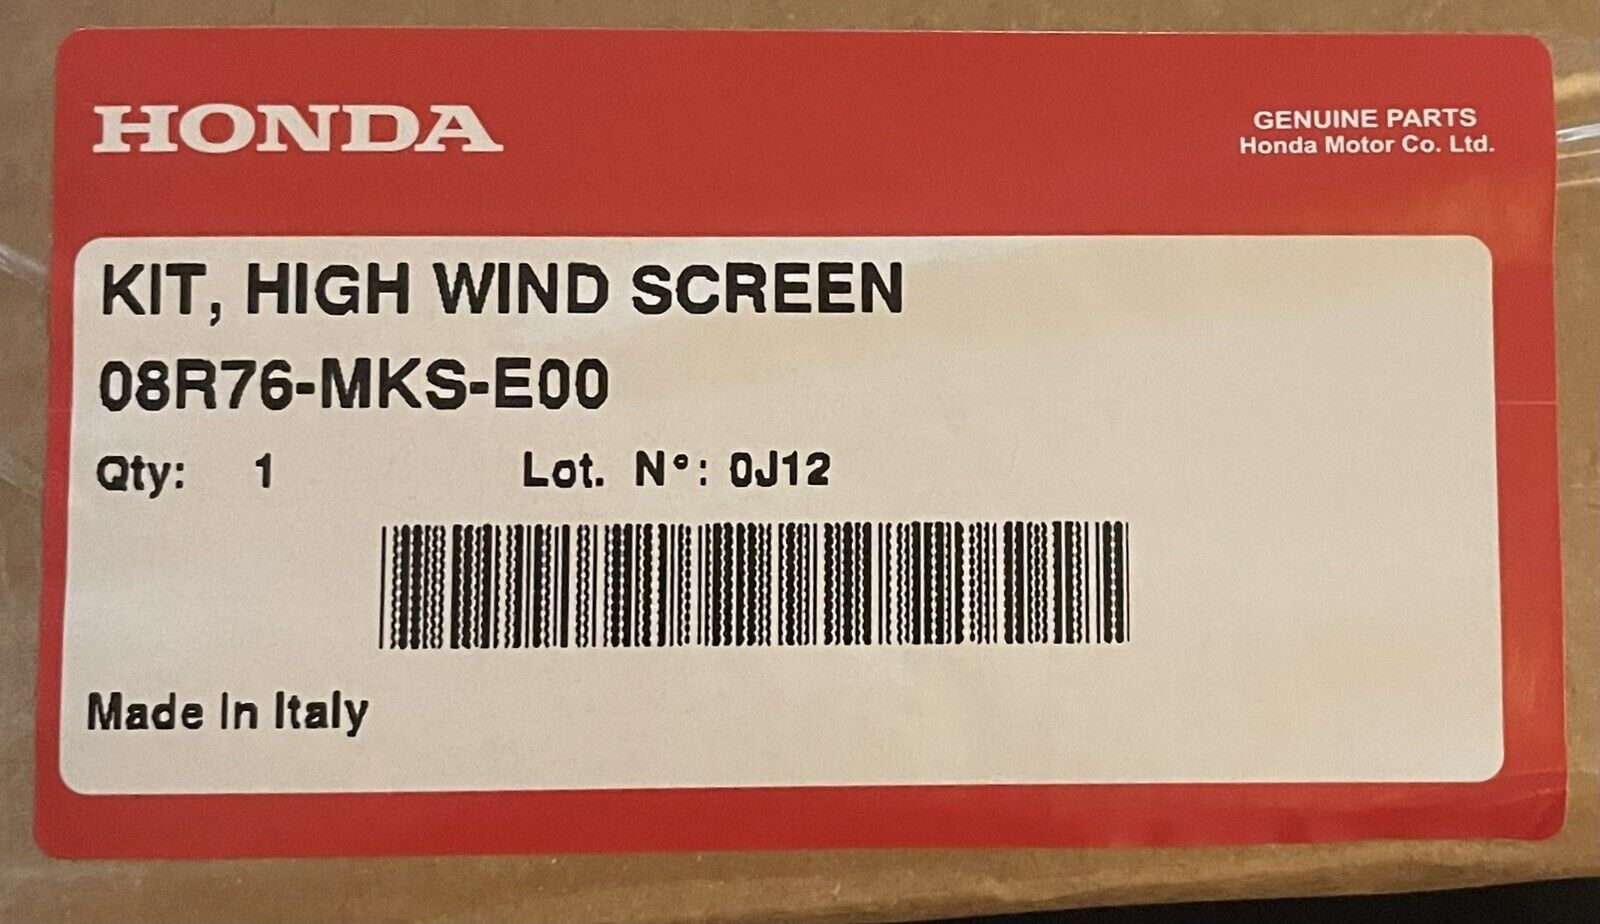 HONDA
GENUINE PARTS
Honda Motor Co. Ltd.
KIT, HIGH WIND SCREEN
08R76-MKS-E00
Qty: 1 Lot. N°: 0J12
Made In Italy